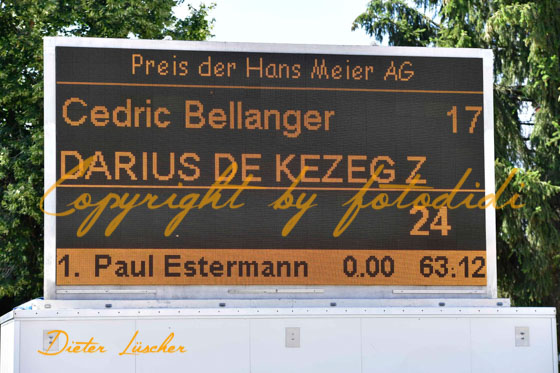 Preis der Hans Meier AG
Cedric Bellanger 17
DARIUS DE KEZEG Z
Copyright by fotodidi
24
1. Paul Estermann 0.00 63.12
Dieter Lüscher